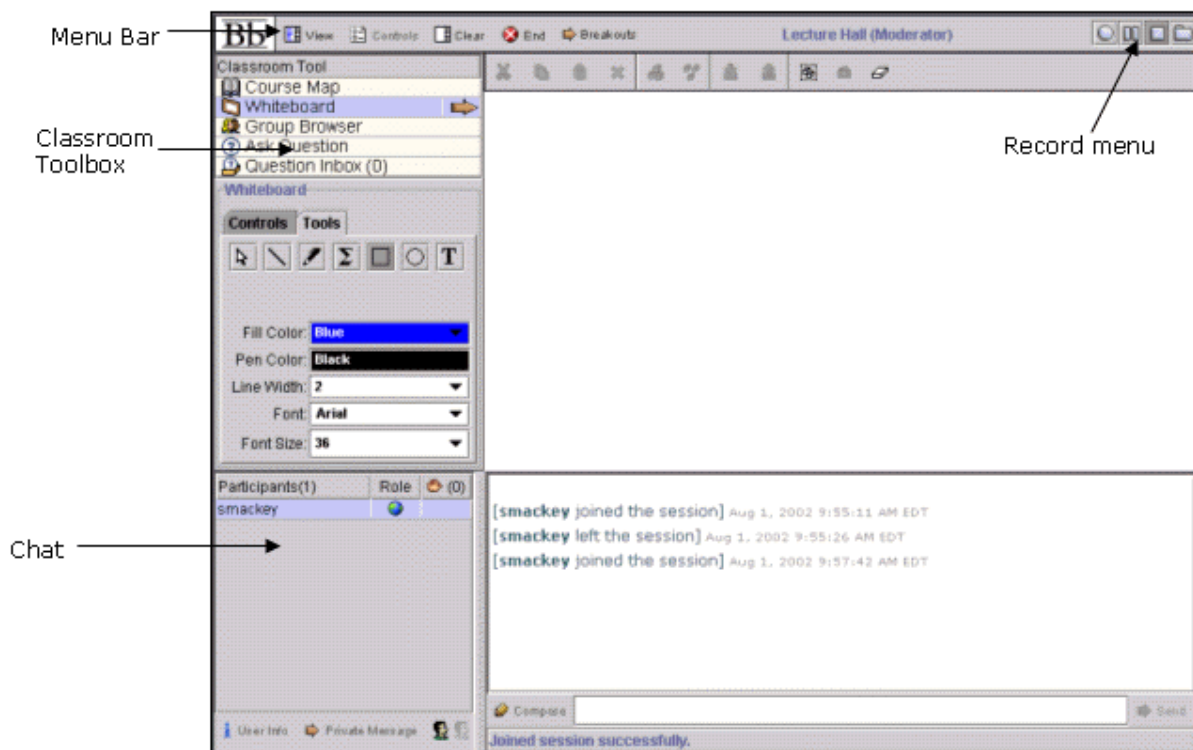 Menu Bar
Bb View Controls Clear End Breakouts Lecture Hall (Moderator)
Classroom Tool
Course Map
Whiteboard
Group Browser
Ask Question
Question Inbox (0)
Classroom
Toolbox
Record menu
Whiteboard
Controls Tools
Σ T
Fill Color: Blue
Pen Color: Black
Line Width: 2
Font: Arial
Font Size: 36
Participants(1) Role (0)
smackey
Chat
[smackey joined the session] Aug 1, 2002 9:55:11 AM EDT
[smackey left the session] Aug 1, 2002 9:55:26 AM EDT
[smackey joined the session] Aug 1, 2002 9:57:42 AM EDT
User Info Private Message
Compose Send
Joined session successfully.